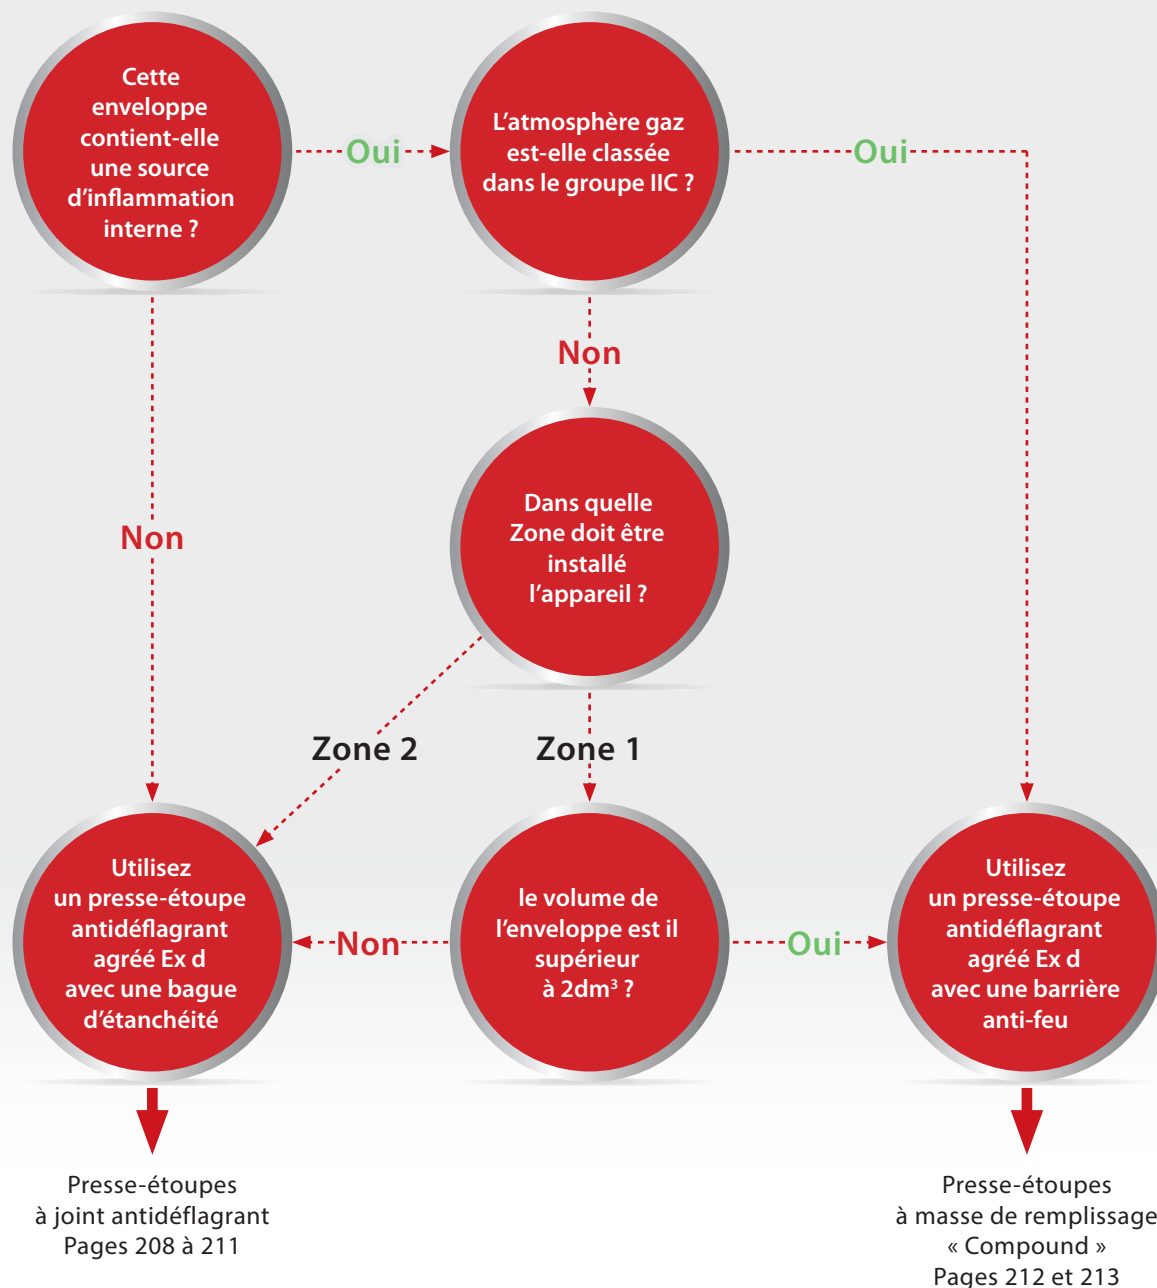 Cette
enveloppe
contient-elle
une source
d'inflammation
interne ?
Oui
L'atmosphère gaz
est-elle classée
dans le groupe IIC ?
Oui
Non
Non
Dans quelle
Zone doit être
installé
l'appareil ?
Zone 2
Zone 1
Utilisez
un presse-étoupe
antidéflagrant
agréé Ex d
avec une bague
d'étanchéité
Non
le volume de
l'enveloppe est il
supérieur
à 2dm³ ?
Oui
Utilisez
un presse-étoupe
antidéflagrant
agréé Ex d
avec une barrière
anti-feu
Presse-étoupes
à joint antidéflagrant
Pages 208 à 211
Presse-étoupes
à masse de remplissage
« Compound »
Pages 212 et 213